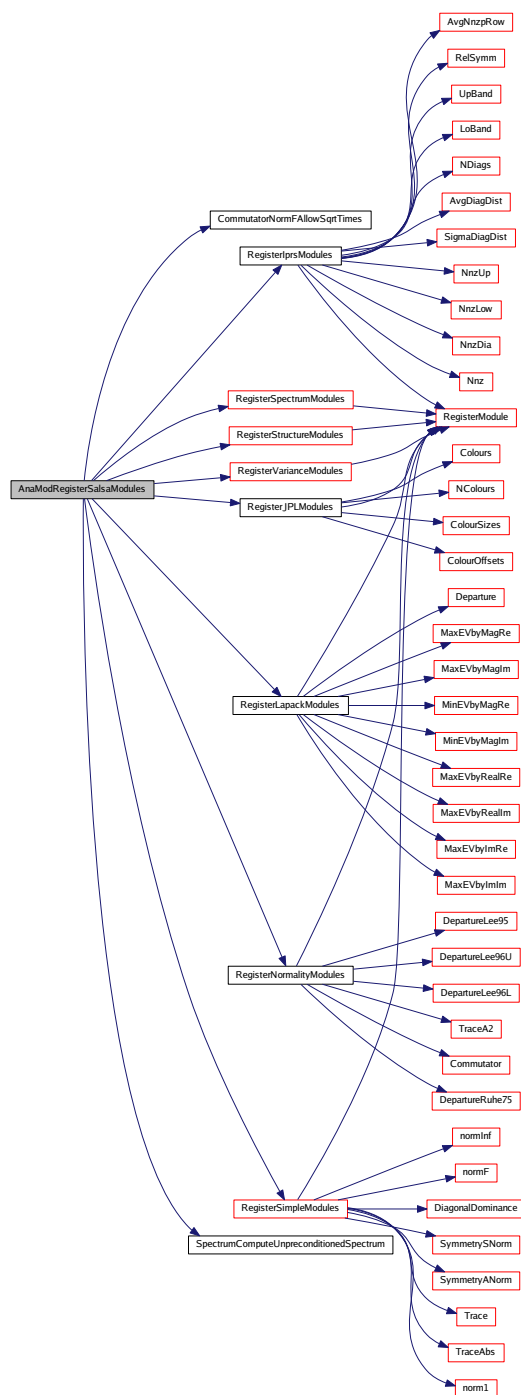 AvgNnzpRow
RelSymm
UpBand
LoBand
NDiags
AvgDiagDist
CommutatorNormFAllowSqrtTimes
SigmaDiagDist
RegisterIprsModules
NnzUp
NnzLow
NnzDia
Nnz
RegisterSpectrumModules
RegisterModule
RegisterStructureModules
Colours
RegisterVarianceModules
AnaModRegisterSalsaModules
NColours
RegisterJPLModules
ColourSizes
ColourOffsets
Departure
MaxEVbyMagRe
MaxEVbyMagIm
RegisterLapackModules
MinEVbyMagRe
MinEVbyMagIm
MaxEVbyRealRe
MaxEVbyRealIm
MaxEVbyImRe
MaxEVbyImIm
DepartureLee95
DepartureLee96U
RegisterNormalityModules
DepartureLee96L
TraceA2
Commutator
DepartureRuhe75
normInf
normF
RegisterSimpleModules
DiagonalDominance
SymmetrySNorm
SpectrumComputeUnpreconditionedSpectrum
SymmetryANorm
Trace
TraceAbs
norm1